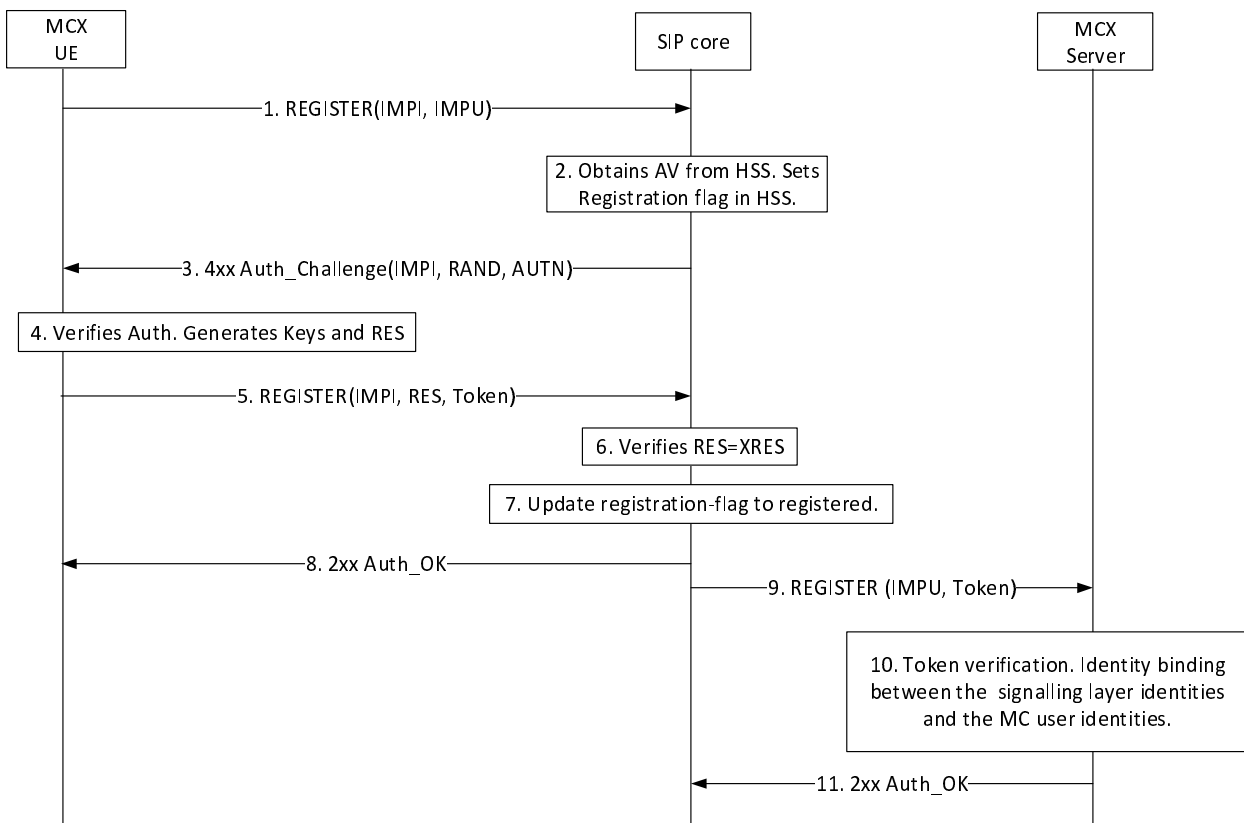 MCX
UE
SIP core
MCX
Server
1. REGISTER(IMPI, IMPU)
2. Obtains AV from HSS. Sets
Registration flag in HSS.
3. 4xx Auth_Challenge(IMPI, RAND, AUTN)
4. Verifies Auth. Generates Keys and RES
5. REGISTER(IMPI, RES, Token)
6. Verifies RES=XRES
7. Update registration-flag to registered.
8. 2xx Auth_OK
9. REGISTER (IMPU, Token)
10. Token verification. Identity binding
between the signalling layer identities
and the MC user identities.
11. 2xx Auth_OK